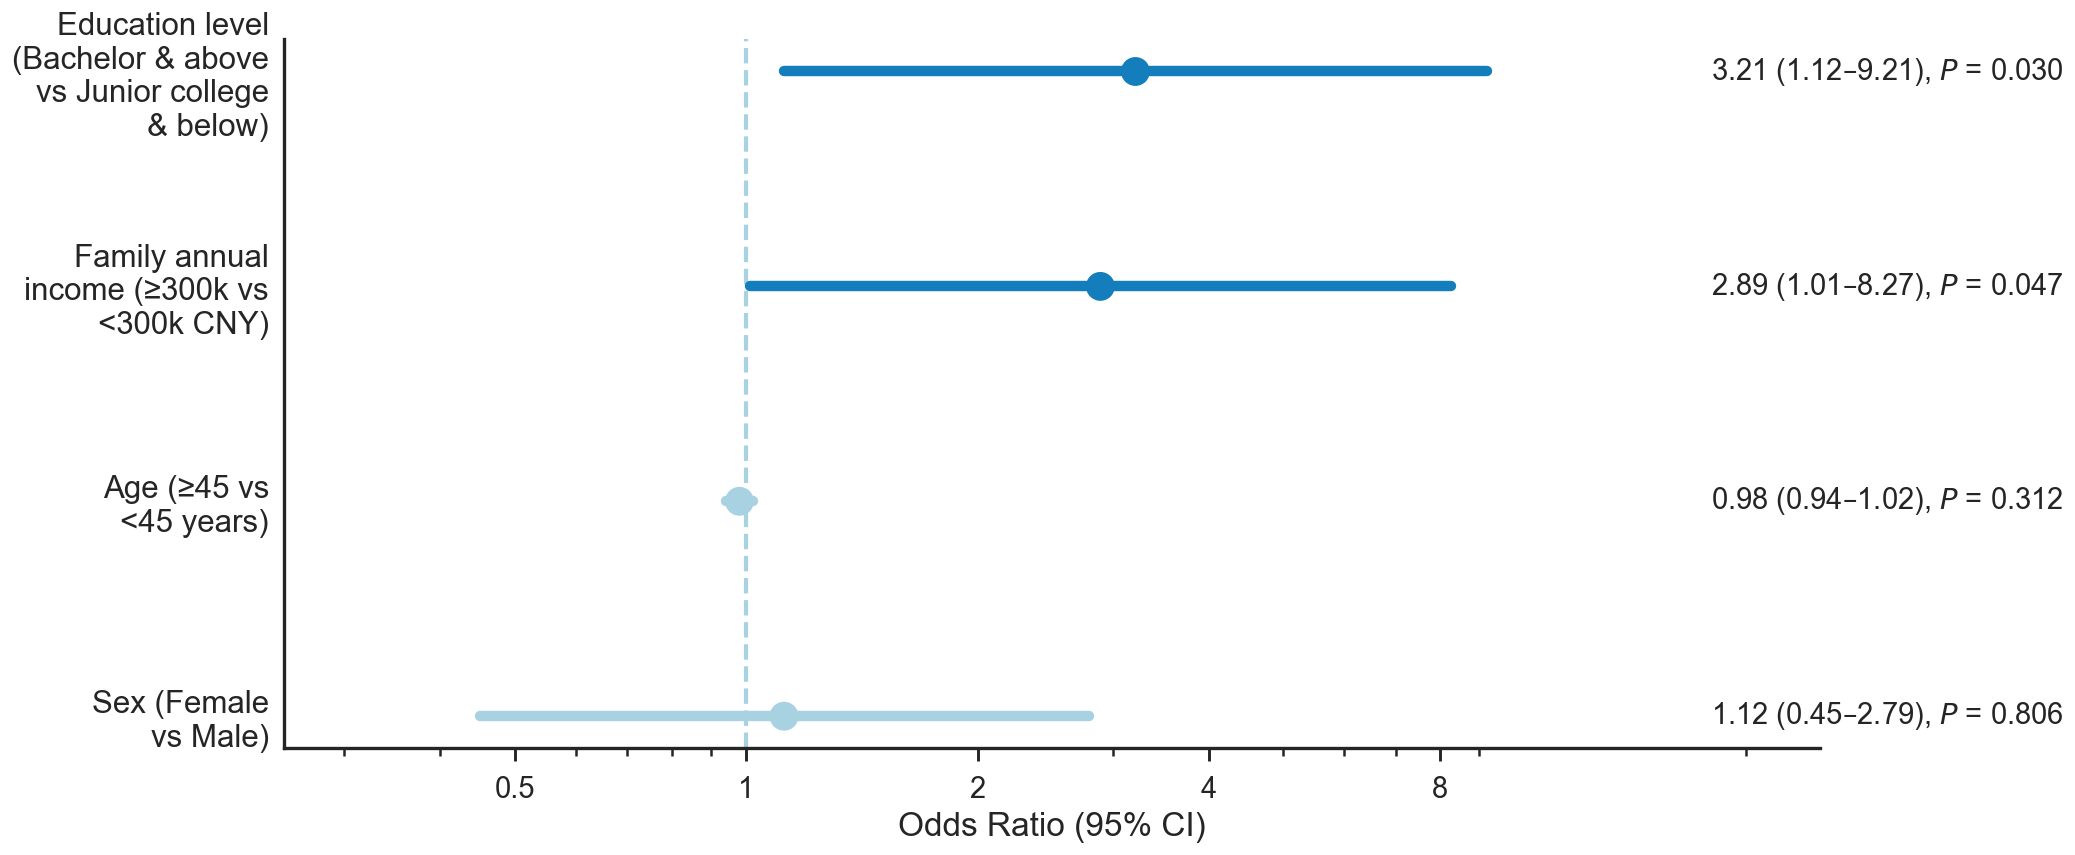 Education level
(Bachelor & above
vs Junior college
& below)
3.21 (1.12–9.21), P = 0.030
Family annual
income (≥300k vs
<300k CNY)
2.89 (1.01–8.27), P = 0.047
Age (≥45 vs
<45 years)
0.98 (0.94–1.02), P = 0.312
Sex (Female
vs Male)
1.12 (0.45–2.79), P = 0.806
0.5 1 2 4 8
Odds Ratio (95% CI)